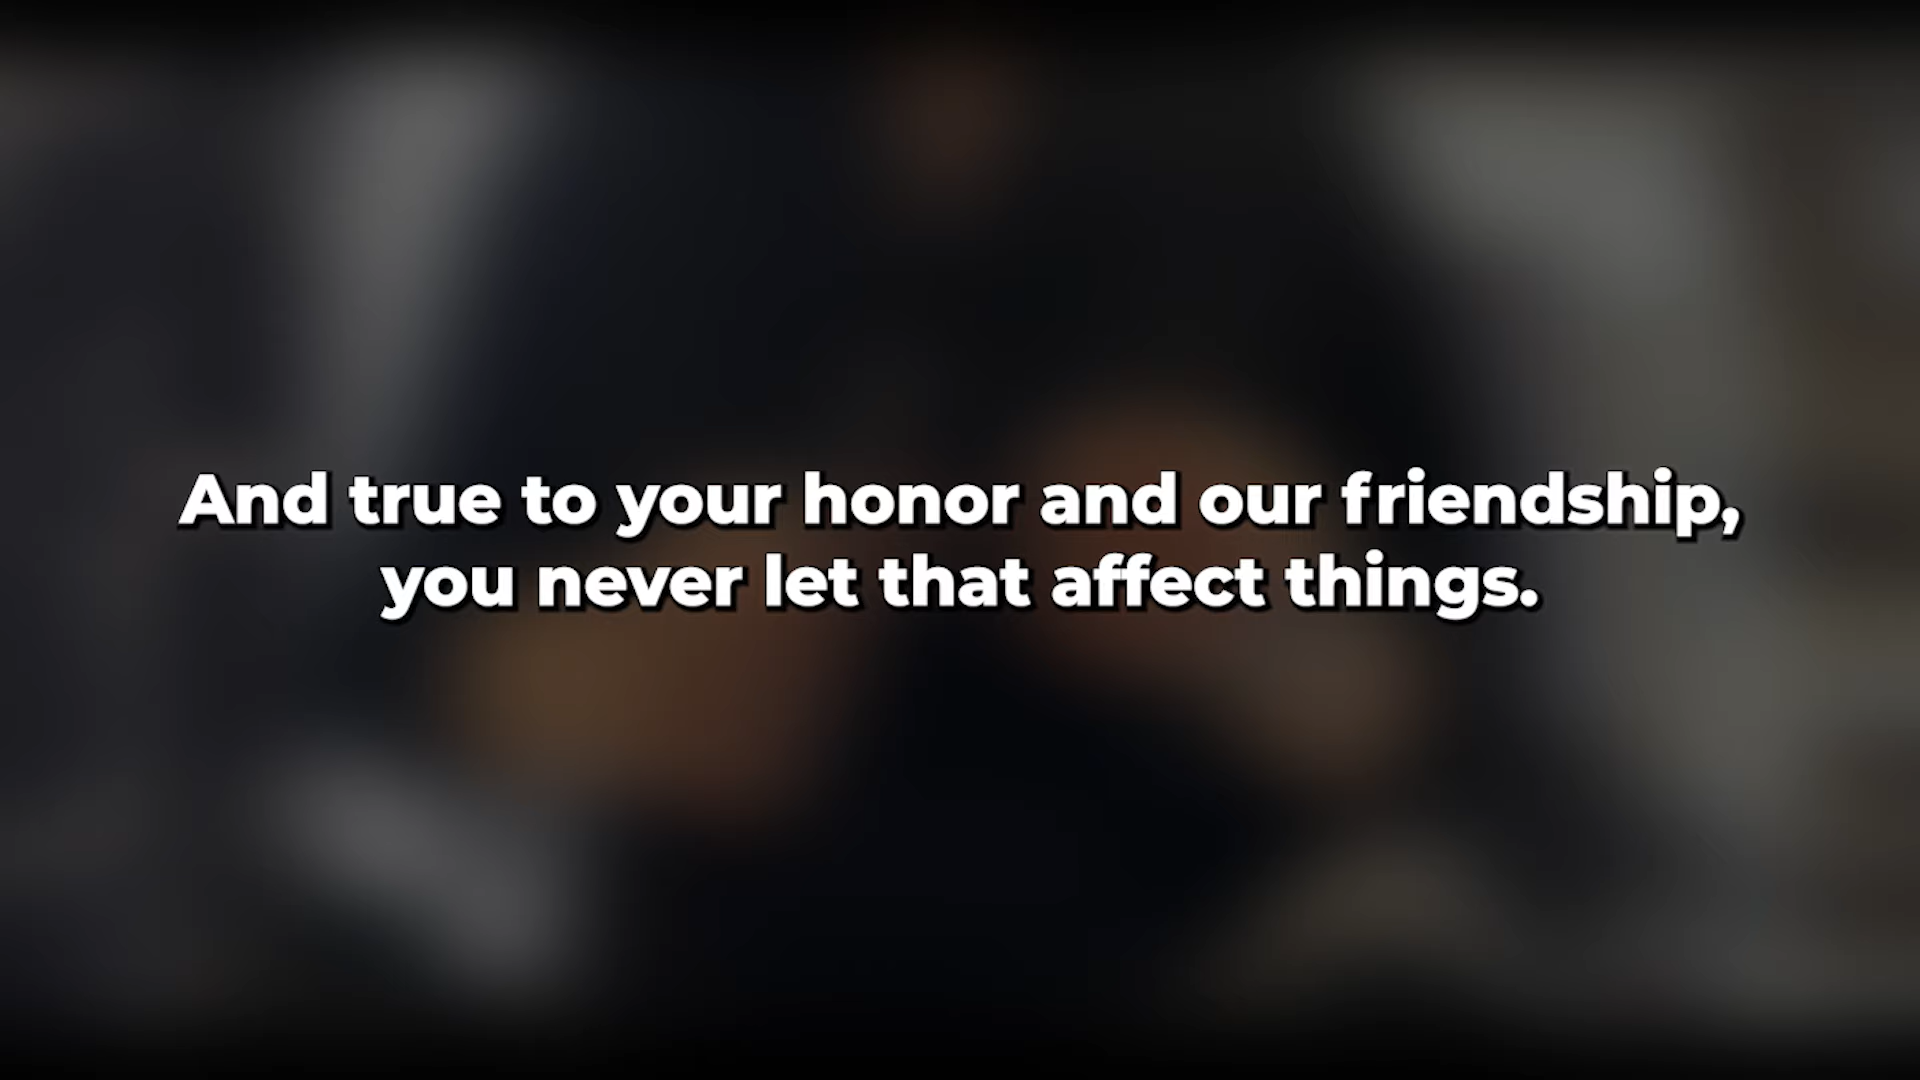 And true to your honor and our friendship,
you never let that affect things.